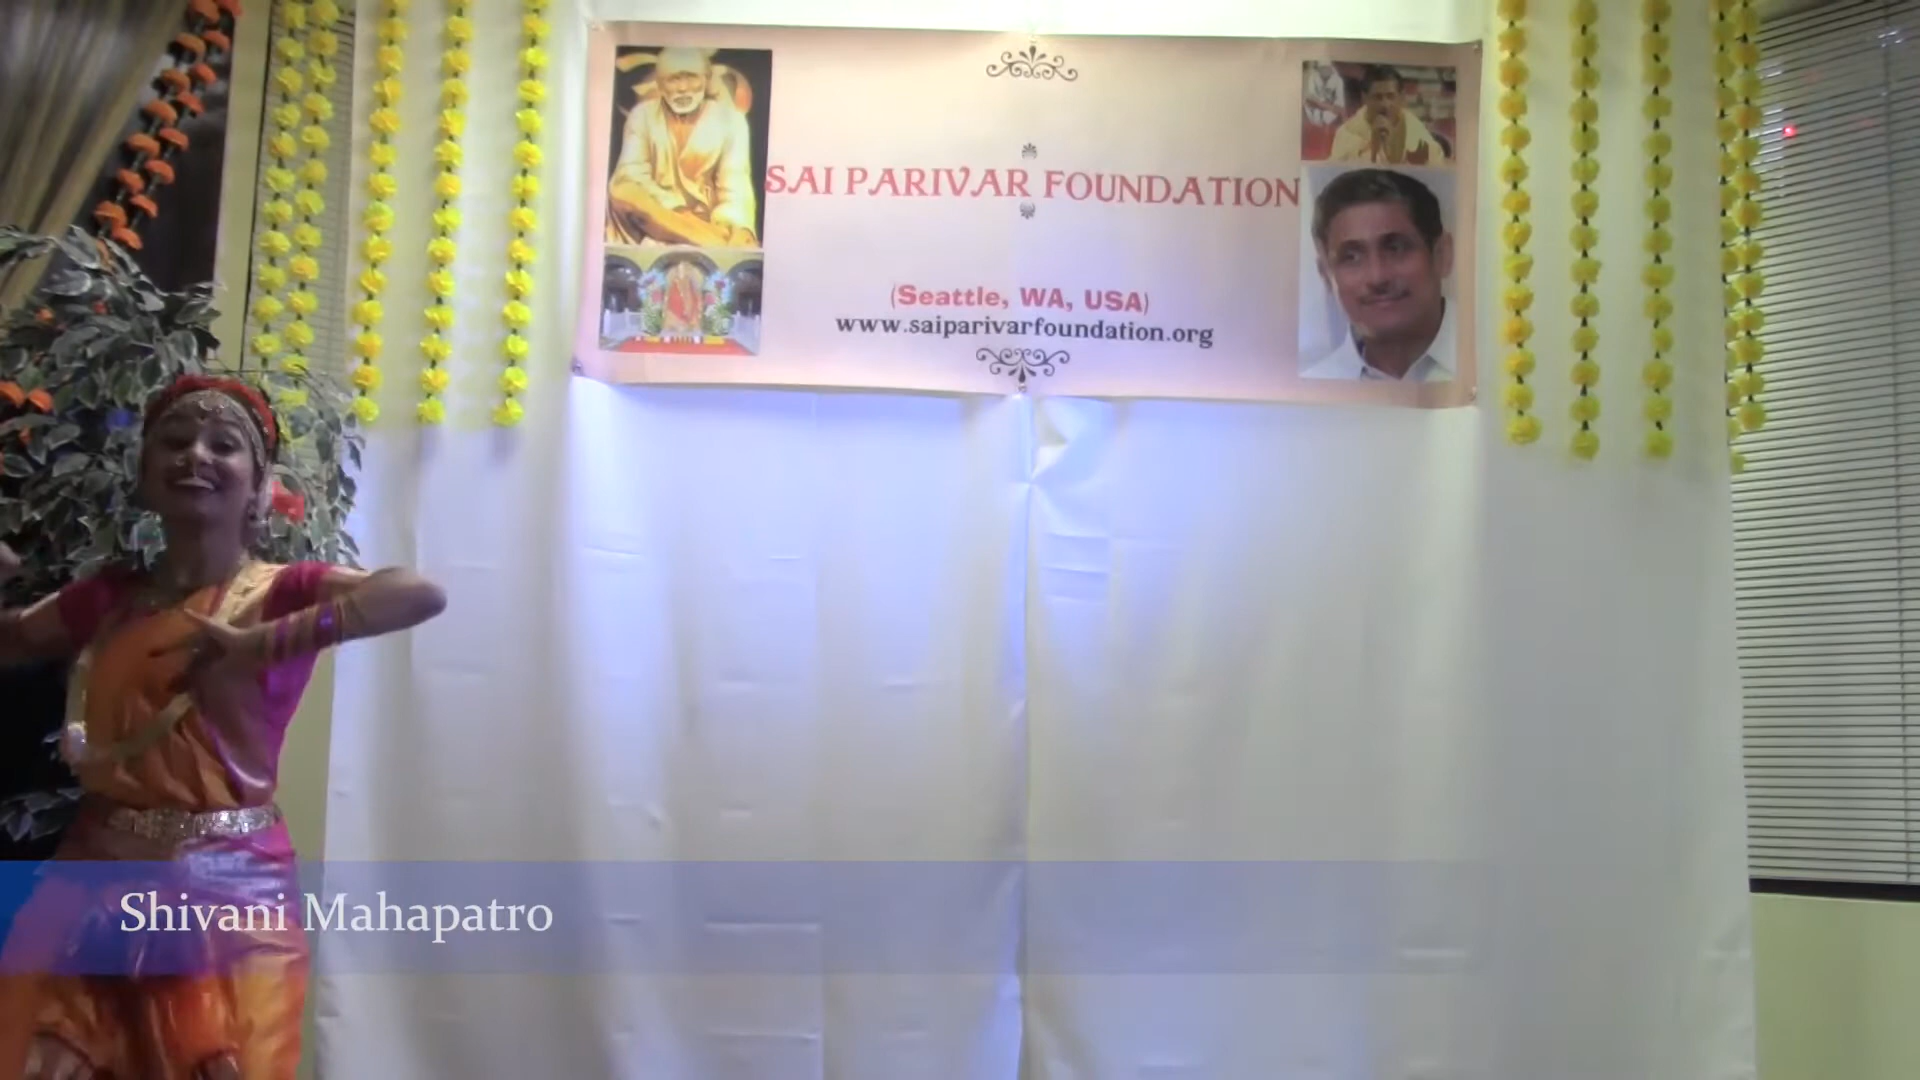 SAI PARIVAR FOUNDATION
(Seattle, WA, USA)
www.saiparivarfoundation.org
Shivani Mahapatro